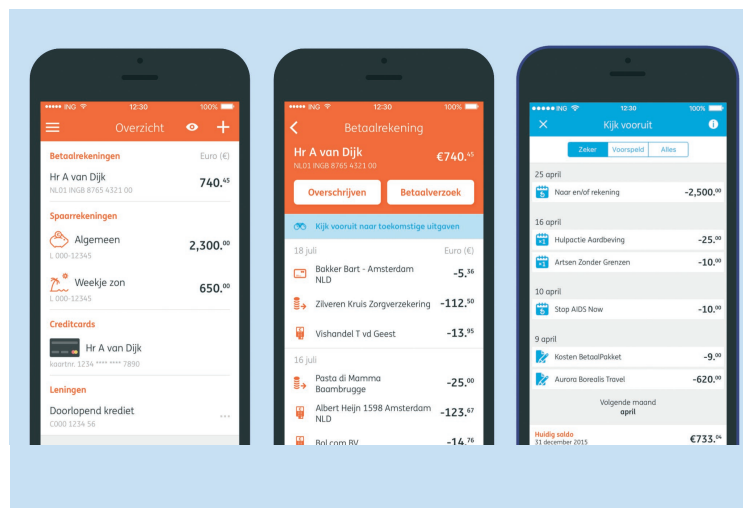 ING 12:30 100%
Overzicht
Betaalrekeningen Euro (€)
Hr A van Dijk
NL01 INGB 8765 4321 00
740.45
Spaarrekeningen
Algemeen
L 000-12345
2,300.00
Weekje zon
L 000-12345
650.00
Creditcards
Hr A van Dijk
kaartnr. 1234 **** **** 7890
Leningen
Doorlopend krediet
C000 1234 56
...
ING 12:30 100%
Betaalrekening
Hr A van Dijk
NL01 INGB 8765 4321 00
€740.45
Overschrijven Betaalverzoek
Kijk vooruit naar toekomstige uitgaven
18 juli Euro (€)
Bakker Bart - Amsterdam
NLD
-5.36
Zilveren Kruis Zorgverzekering -112.50
Vishandel T vd Geest -13.95
16 juli
Pasta di Mamma
Baambrugge
-25.00
Albert Heijn 1598 Amsterdam
NLD
-123.67
Bol.com BV -14.76
ING 12:30 100%
Kijk vooruit
Zeker Voorspeld Alles
25 april
Naar en/of rekening -2,500.00
16 april
Hulpactie Aardbeving -25.00
Artsen Zonder Grenzen -10.00
10 april
Stop AIDS Now -10.00
9 april
Kosten BetaalPakket -9.00
Aurora Borealis Travel -620.00
Volgende maand
april
Huidig saldo
31 december 2015
€733.04